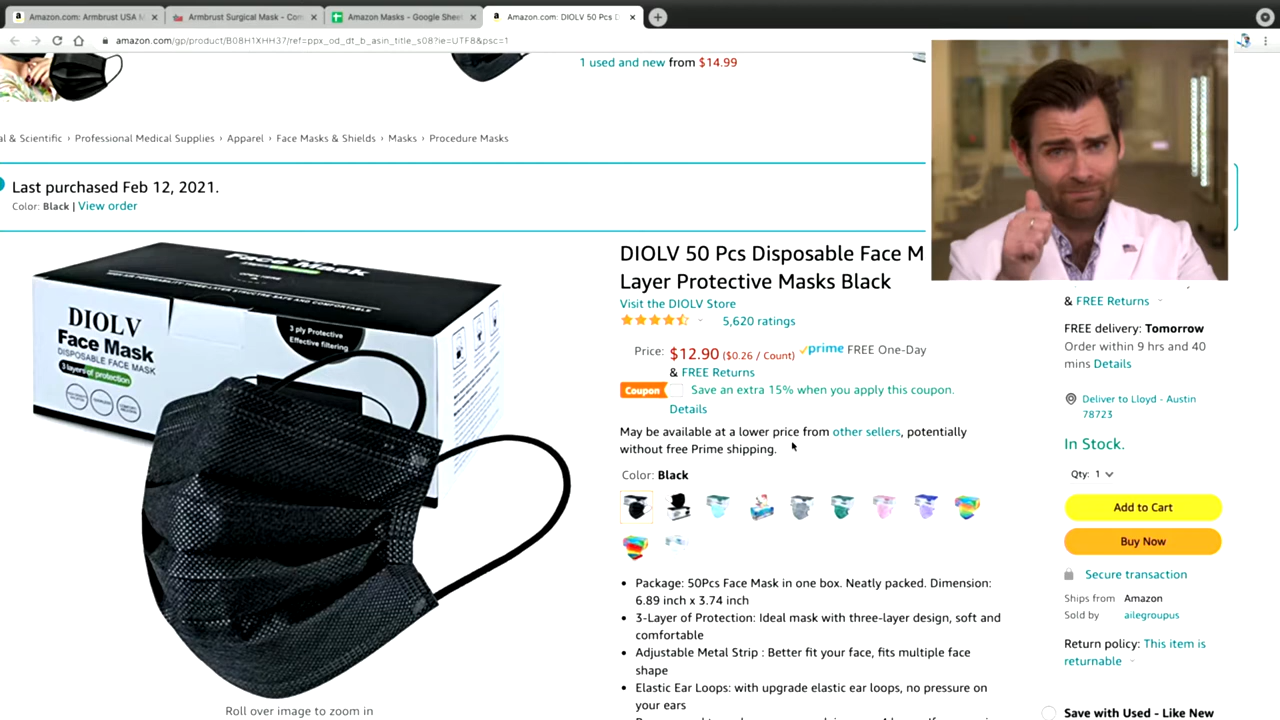 Amazon.com: Armbrust USA M
Armbrust Surgical Mask - Com
Amazon Masks - Google Sheet
Amazon.com: DIOLV 50 Pcs D
amazon.com/gp/product/B08H1XHH37/ref=ppx_od_dt_b_asin_title_s08?ie=UTF8&psc=1
1 used and new from $14.99
al & Scientific › Professional Medical Supplies › Apparel › Face Masks & Shields › Masks › Procedure Masks
Last purchased Feb 12, 2021.
Color: Black | View order
Face Mask
DIOLV
Face Mask
DISPOSABLE FACE MASK
3 layers of protection
3 ply Protective
Effective filtering
Roll over image to zoom in
DIOLV 50 Pcs Disposable Face M
Layer Protective Masks Black
Visit the DIOLV Store
5,620 ratings
Price: $12.90 ($0.26 / Count) prime FREE One-Day
& FREE Returns
Coupon Save an extra 15% when you apply this coupon.
Details
May be available at a lower price from other sellers, potentially
without free Prime shipping.
Color: Black
• Package: 50Pcs Face Mask in one box. Neatly packed. Dimension:
6.89 inch x 3.74 inch
• 3-Layer of Protection: Ideal mask with three-layer design, soft and
comfortable
• Adjustable Metal Strip : Better fit your face, fits multiple face
shape
• Elastic Ear Loops: with upgrade elastic ear loops, no pressure on
your ears
& FREE Returns
FREE delivery: Tomorrow
Order within 9 hrs and 40
mins Details
Deliver to Lloyd - Austin
78723
In Stock.
Qty: 1
Add to Cart
Buy Now
Secure transaction
Ships from Amazon
Sold by ailegroupus
Return policy: This item is
returnable
Save with Used - Like New